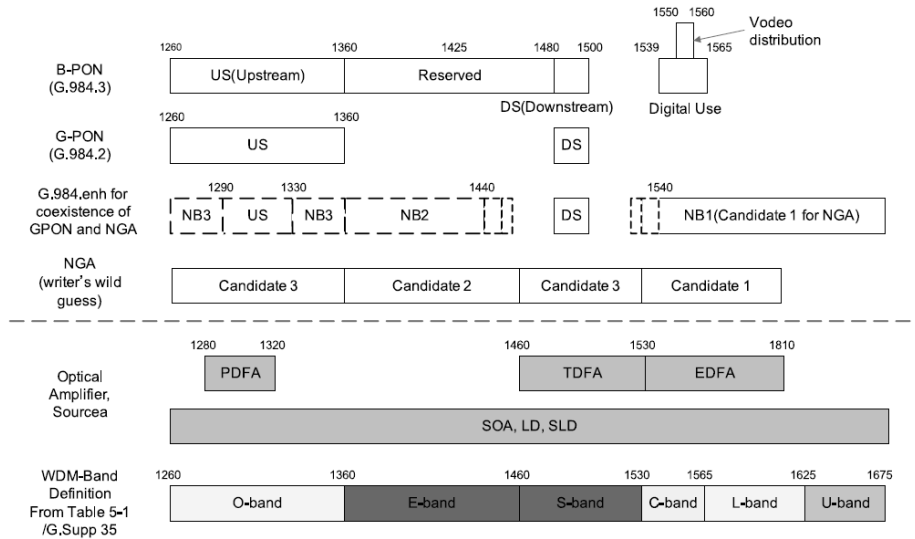 1550 1560
Vodeo
distribution
1260 1360 1425 1480 1500 1539 1565
B-PON
(G.984.3)
US(Upstream) Reserved
DS(Downstream) Digital Use
1260 1360
G-PON
(G.984.2)
US DS
1290 1330 1440 1540
G.984.enh for
coexistence of
GPON and NGA
NB3 US NB3 NB2 DS NB1(Candidate 1 for NGA)
NGA
(writer's wild
guess)
Candidate 3 Candidate 2 Candidate 3 Candidate 1
1280 1320 1460 1530 1810
Optical
Amplifier,
Sourcea
PDFA TDFA EDFA
SOA, LD, SLD
WDM-Band
Definition
From Table 5-1
/G.Supp 35
1260 1360 1460 1530 1565 1625 1675
O-band E-band S-band C-band L-band U-band